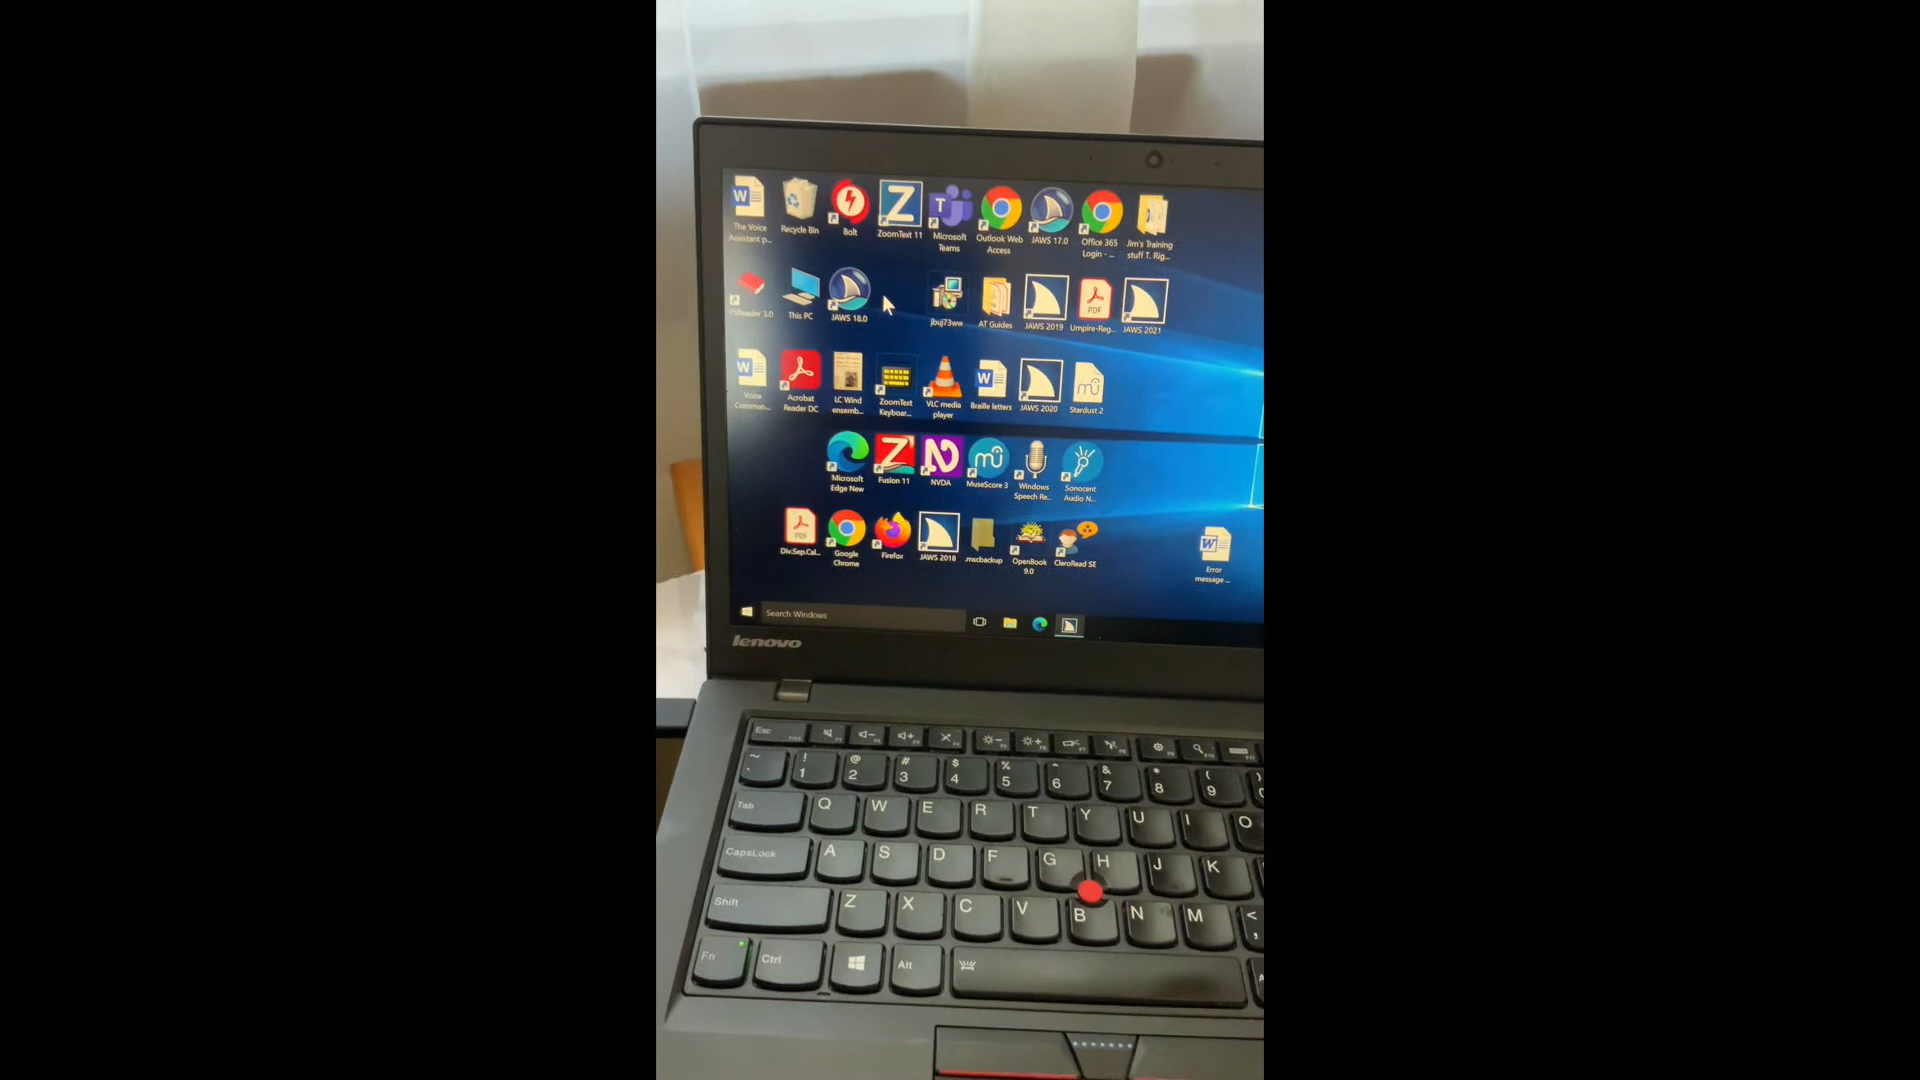 The Voice
Assistant p...
Recycle Bin
Bolt
ZoomText 11
Microsoft
Teams
Outlook Web
Access
JAWS 17.0
Office 365
Login - ...
Jim's Training
stuff T. Rig...
FSReader 3.0
This PC
JAWS 18.0
jbuj73ww
AT Guides
JAWS 2019
PDF
Umpire-Reg...
JAWS 2021
Voice
Comman...
Acrobat
Reader DC
LC Wind
ensemb...
ZoomText
Keyboar...
VLC media
player
Braille letters
JAWS 2020
Stardust 2
Microsoft
Edge New
Fusion 11
NVDA
MuseScore 3
Windows
Speech Re...
Sonocent
Audio N...
PDF
Div.Sep.Cal...
Google
Chrome
Firefox
JAWS 2018
.mscbackup
OpenBook
9.0
ClaroRead SE
Error
message ...
Search Windows
lenovo
Esc
~ ! @ # $ % ^ & * (
` 1 2 3 4 5 6 7 8 9
Tab Q W E R T Y U I O
CapsLock A S D F G H J K
Shift Z X C V B N M <
,
Fn Ctrl Alt